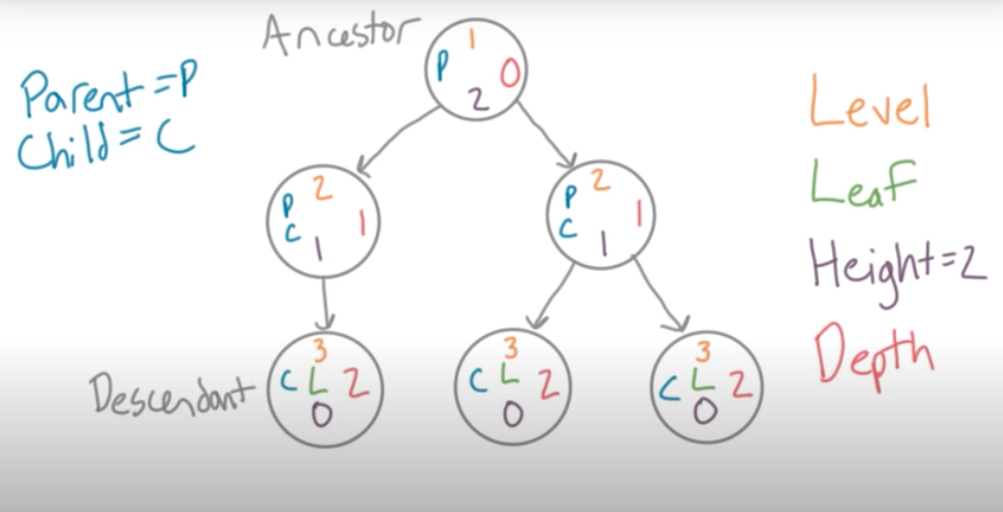 Ancestor
Parent = P
Child = C
1
P
0
2
Level
Leaf
Height = 2
Depth
2
P
C
1
1
2
P
C
1
1
Descendant
3
C L 2
0
3
C L 2
0
3
C L 2
0